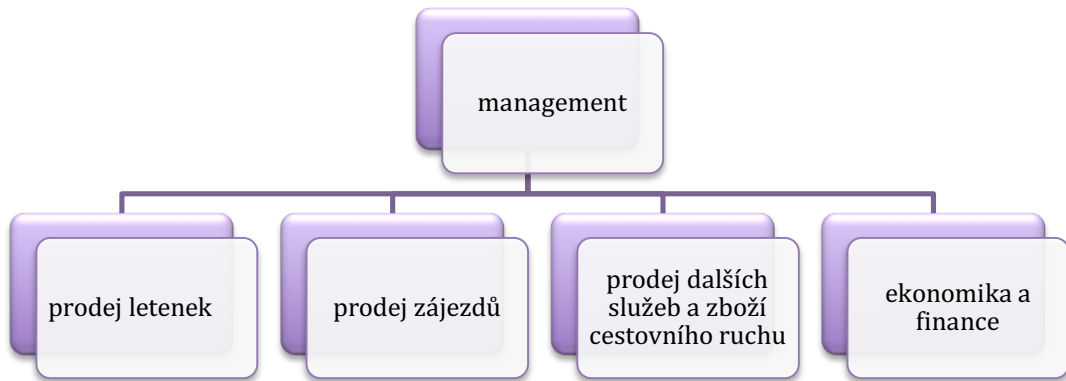 management
prodej letenek
prodej zájezdů
prodej dalších
služeb a zboží
cestovního ruchu
ekonomika a
finance